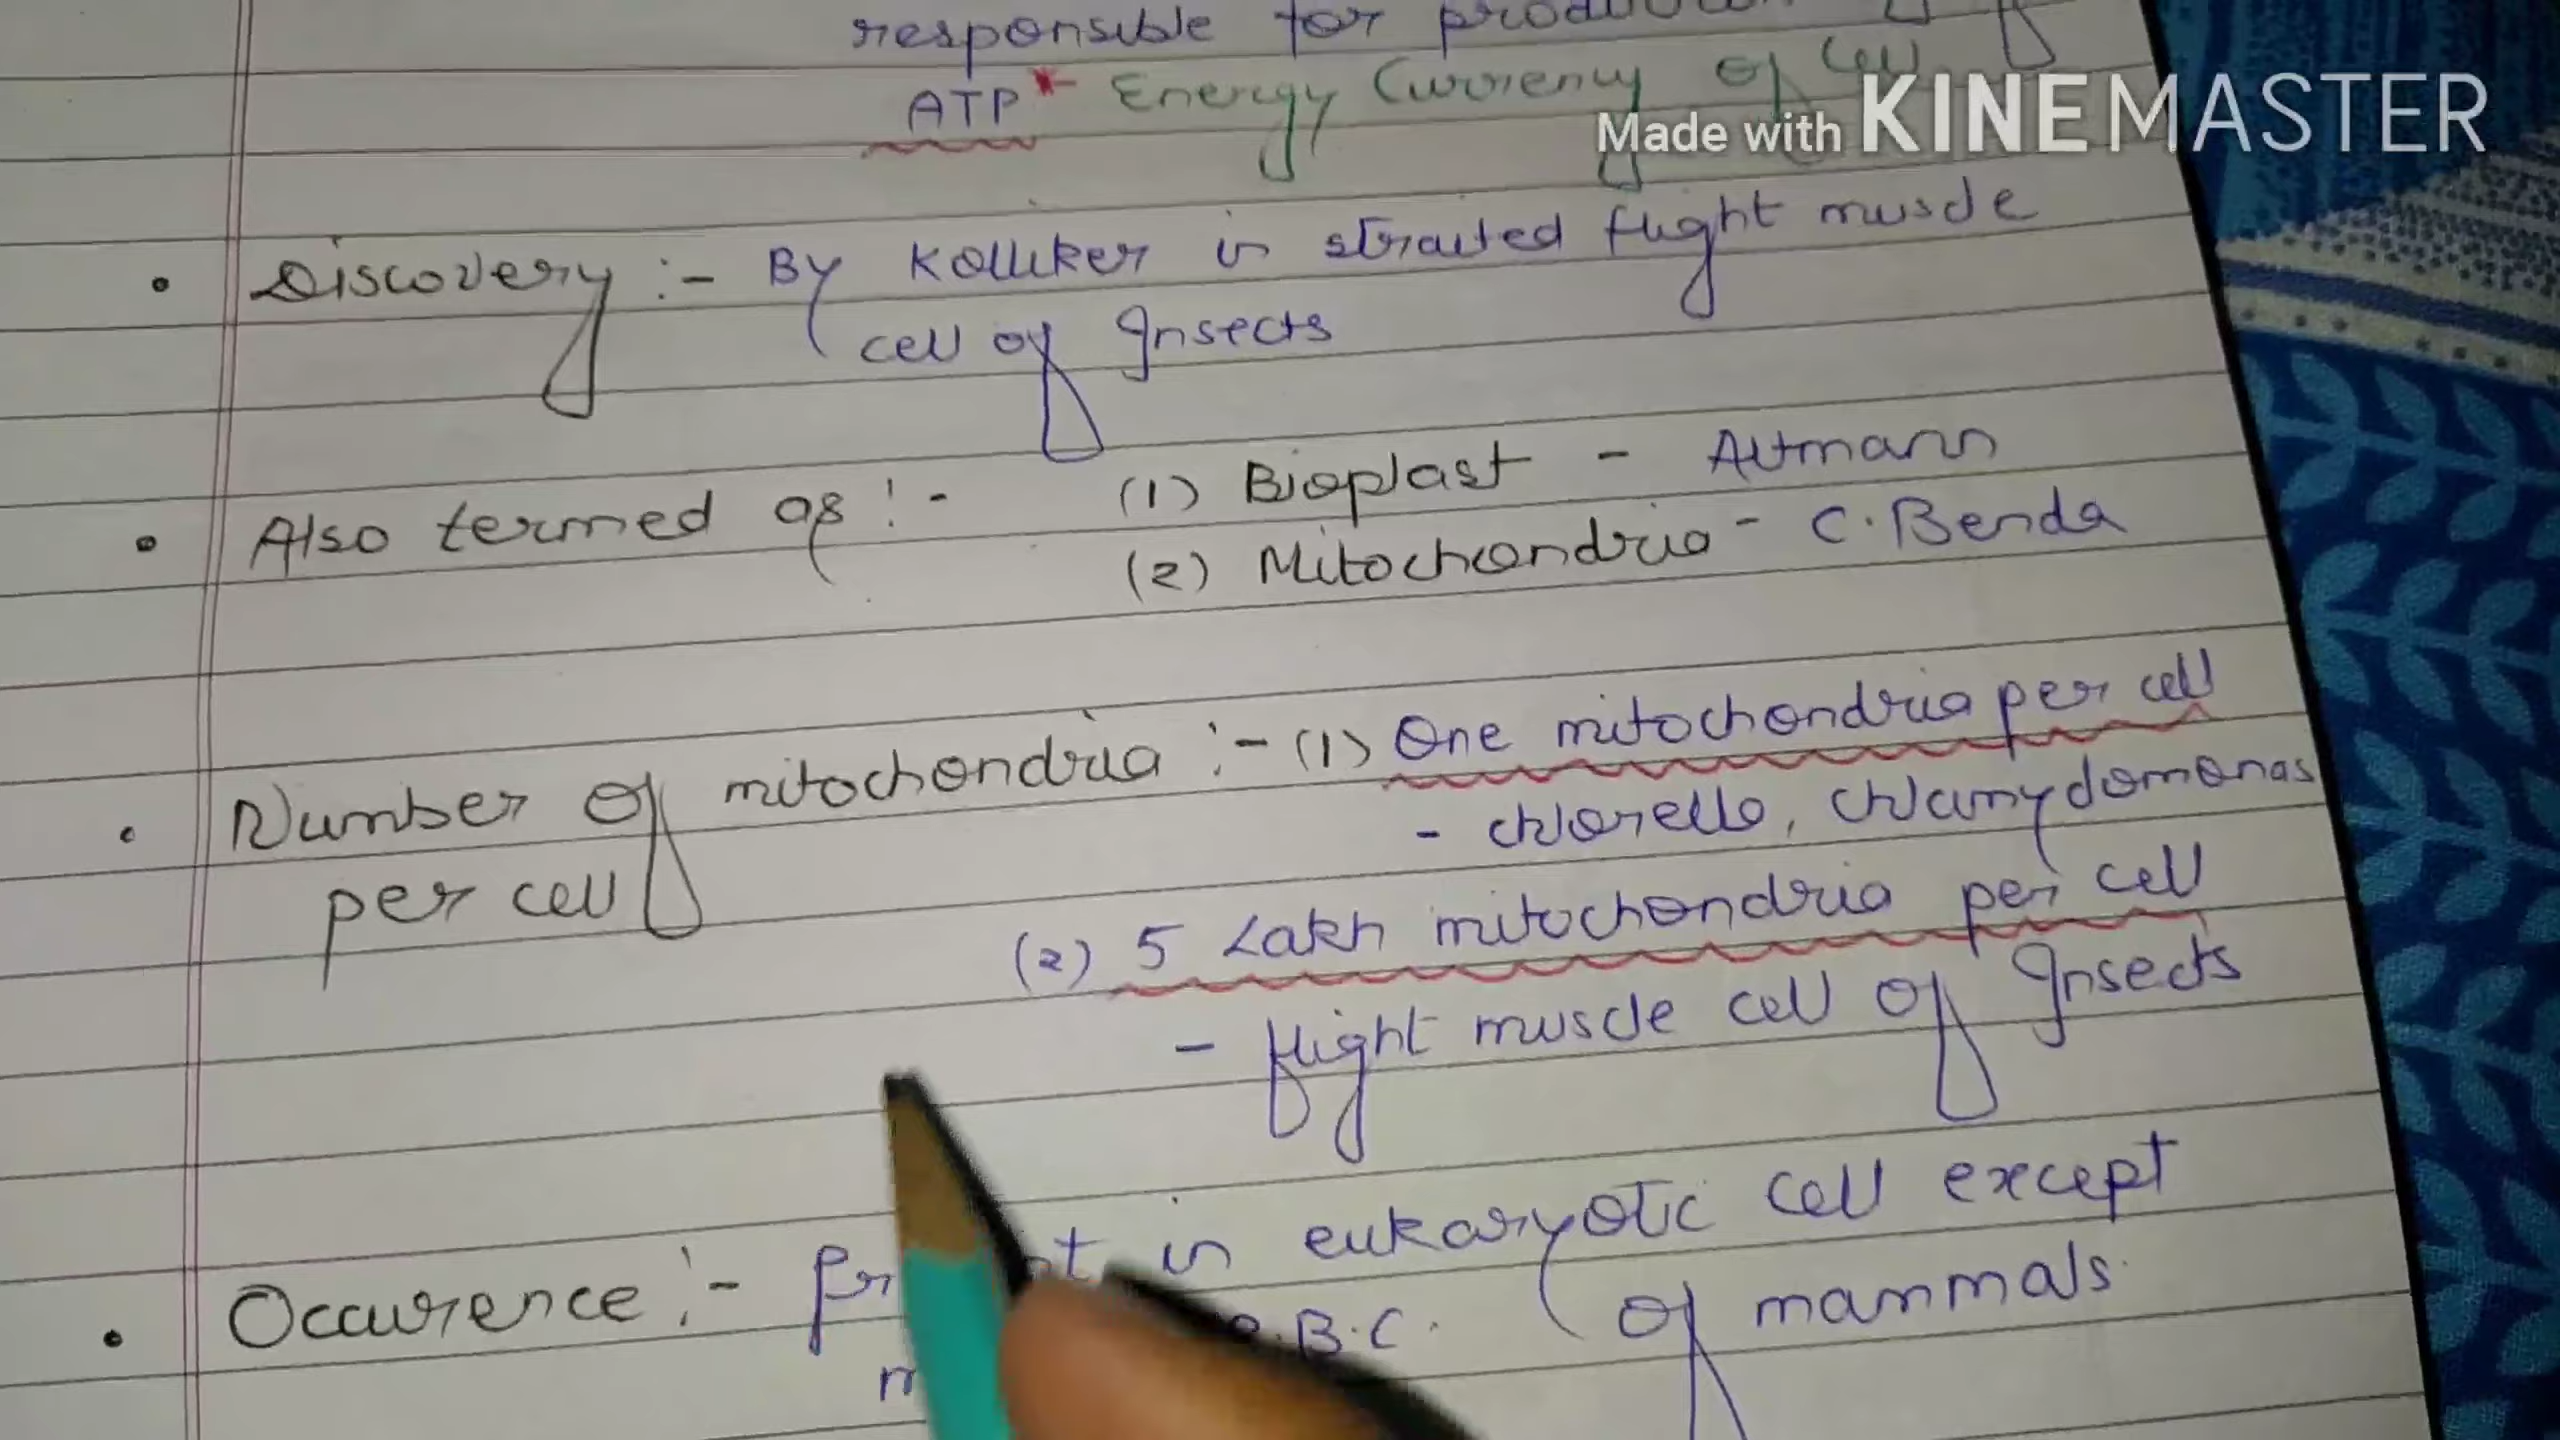 responsible for production of
ATP* Energy Currency of Cell
Made with KINEMASTER
• Discovery :- By Kolliker in straited flight muscle
cell of Insects
• Also termed as :- (1) Bioplast - Altmann
(2) Mitochondria - C. Benda
• Number of mitochondria :- (1) One mitochondria per cell
per cell - chlorella, chlamydomonas
(2) 5 Lakh mitochondria per cell
- flight muscle cell of Insects
• Occurence :- in eukaryotic cell except
R.B.C. of mammals.